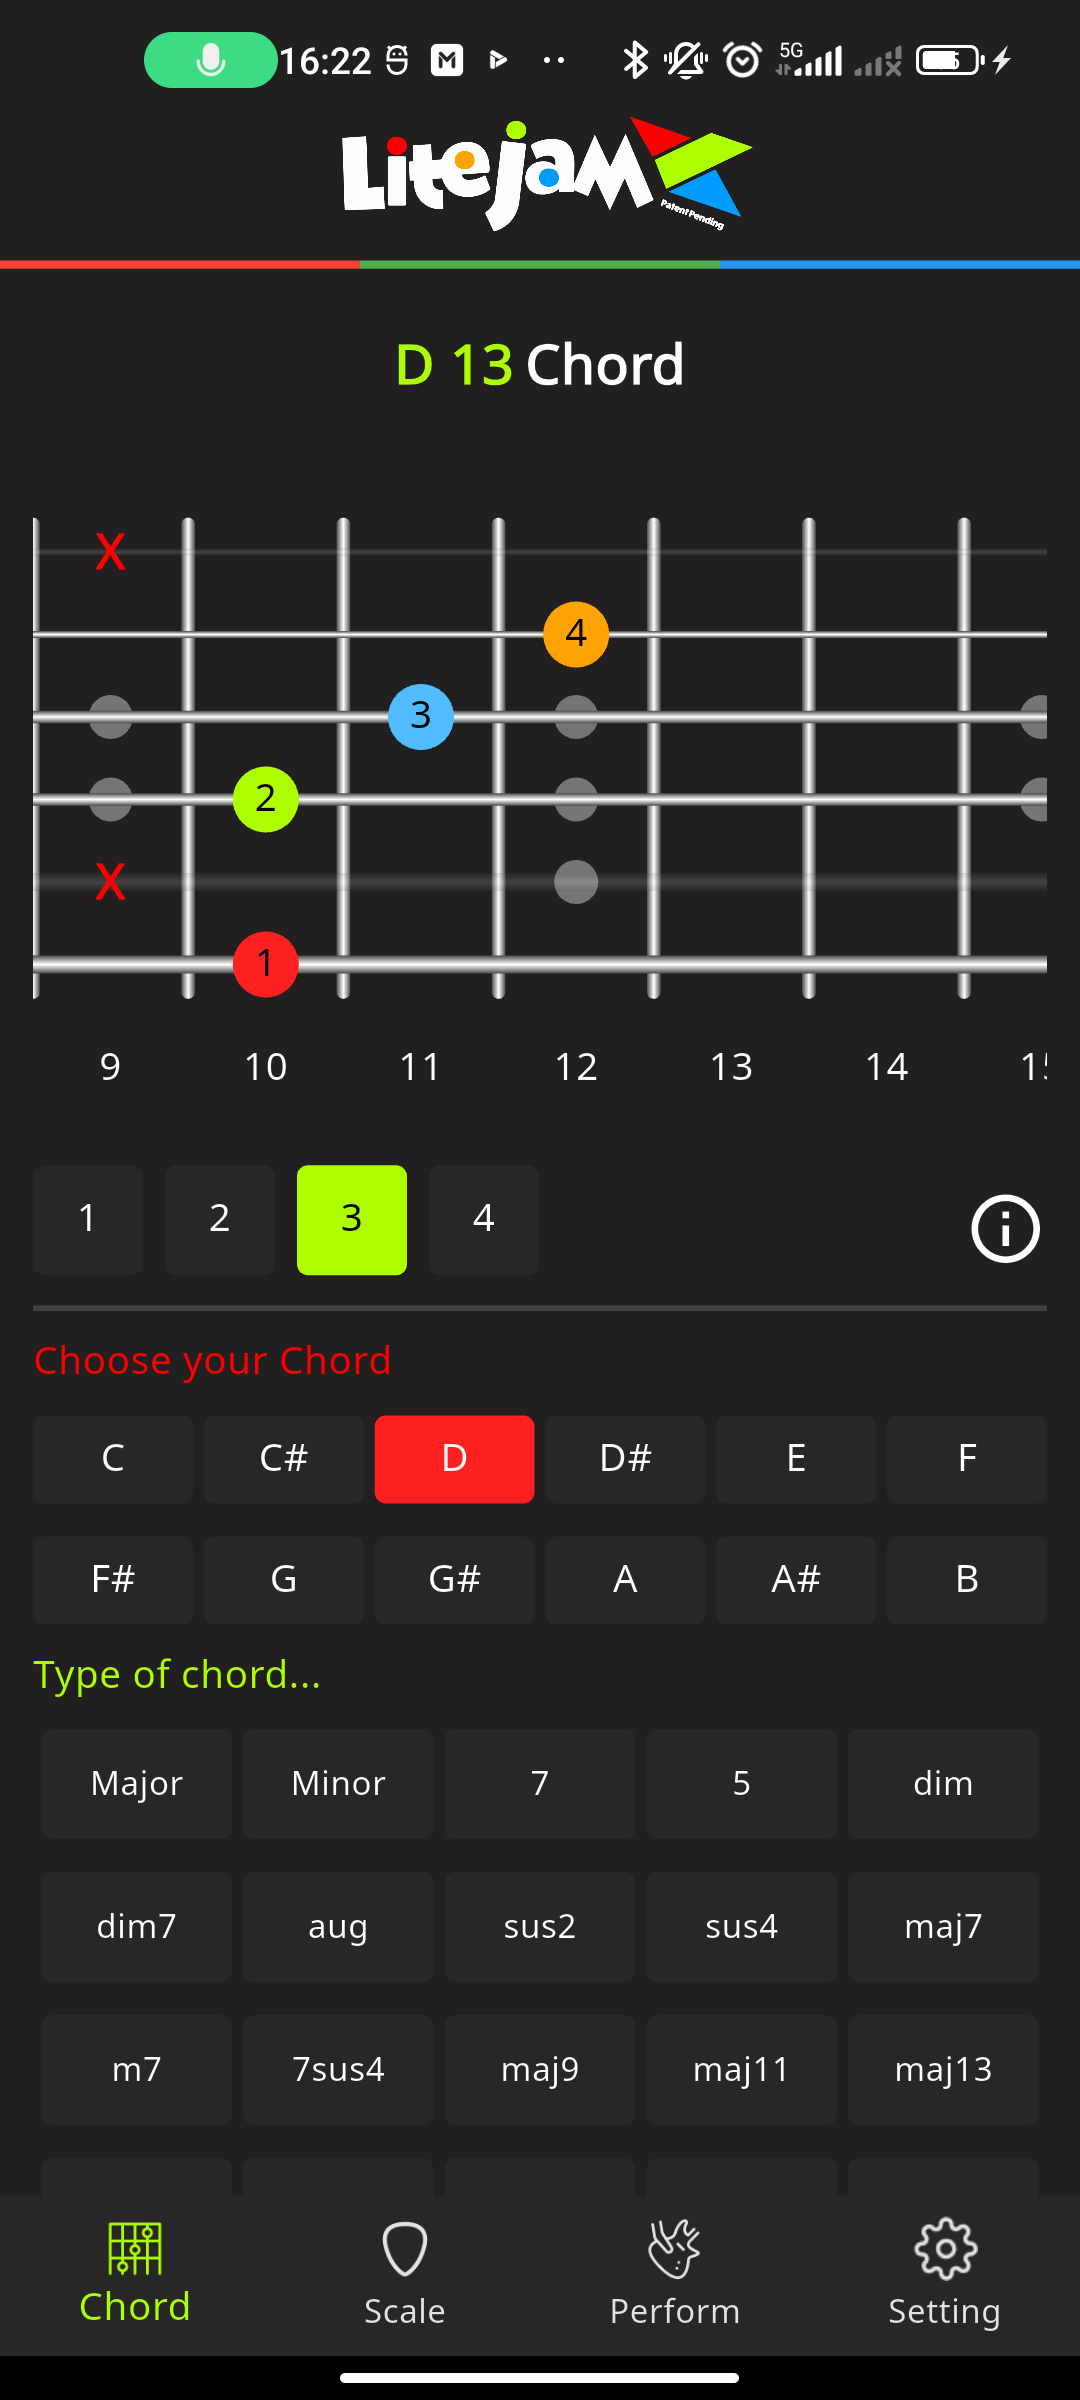 16:22 5G
Litejam
Patent Pending
D 13 Chord
X
4
3
2
X
1
9 10 11 12 13 14
1 2 3 4
Choose your Chord
C C# D D# E F
F# G G# A A# B
Type of chord...
Major Minor 7 5 dim
dim7 aug sus2 sus4 maj7
m7 7sus4 maj9 maj11 maj13
Chord Scale Perform Setting